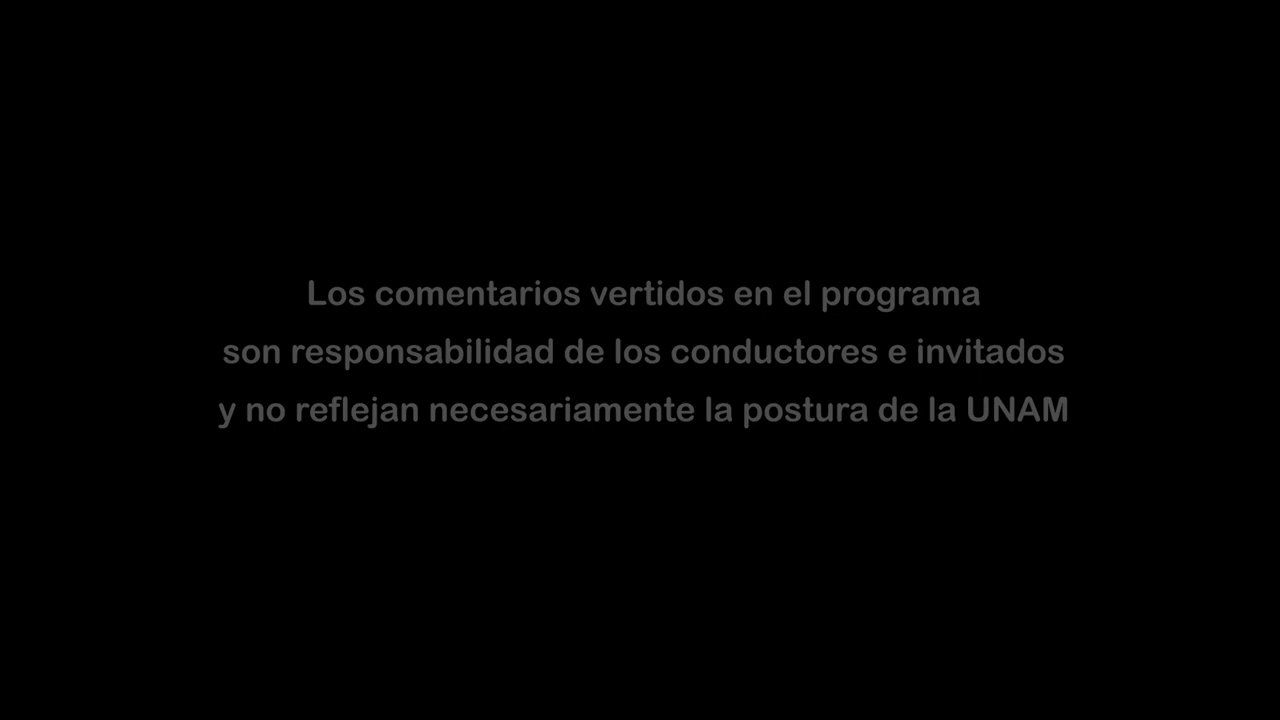 Los comentarios vertidos en el programa
son responsabilidad de los conductores e invitados
y no reflejan necesariamente la postura de la UNAM